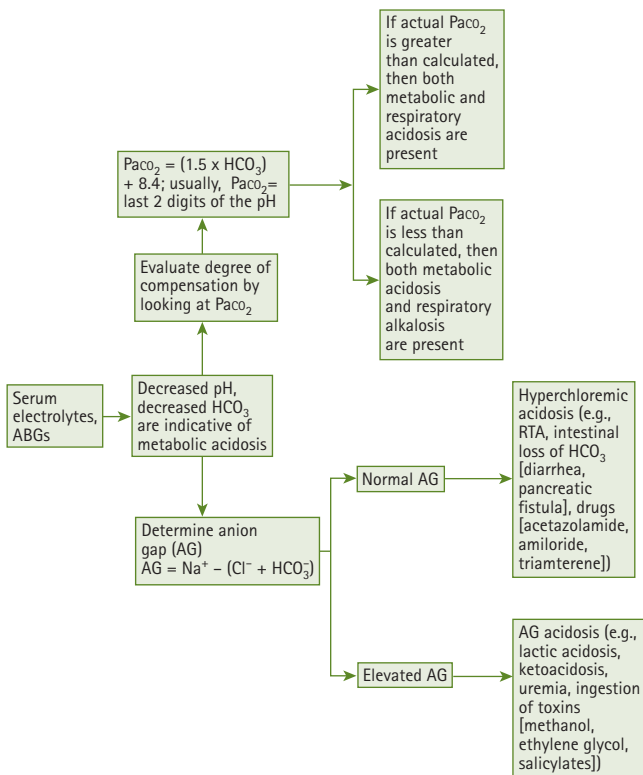 Serum
electrolytes,
ABGs
Decreased pH,
decreased HCO₃
are indicative of
metabolic acidosis
Evaluate degree of
compensation by
looking at Paco₂
Paco₂ = (1.5 x HCO₃)
+ 8.4; usually, Paco₂=
last 2 digits of the pH
If actual Paco₂
is greater
than calculated,
then both
metabolic and
respiratory
acidosis are
present
If actual Paco₂
is less than
calculated, then
both metabolic
acidosis
and respiratory
alkalosis
are present
Determine anion
gap (AG)
AG = Na⁺ – (Cl⁻ + HCO₃⁻)
Normal AG
Hyperchloremic
acidosis (e.g.,
RTA, intestinal
loss of HCO₃
[diarrhea,
pancreatic
fistula], drugs
[acetazolamide,
amiloride,
triamterene])
Elevated AG
AG acidosis (e.g.,
lactic acidosis,
ketoacidosis,
uremia, ingestion
of toxins
[methanol,
ethylene glycol,
salicylates])